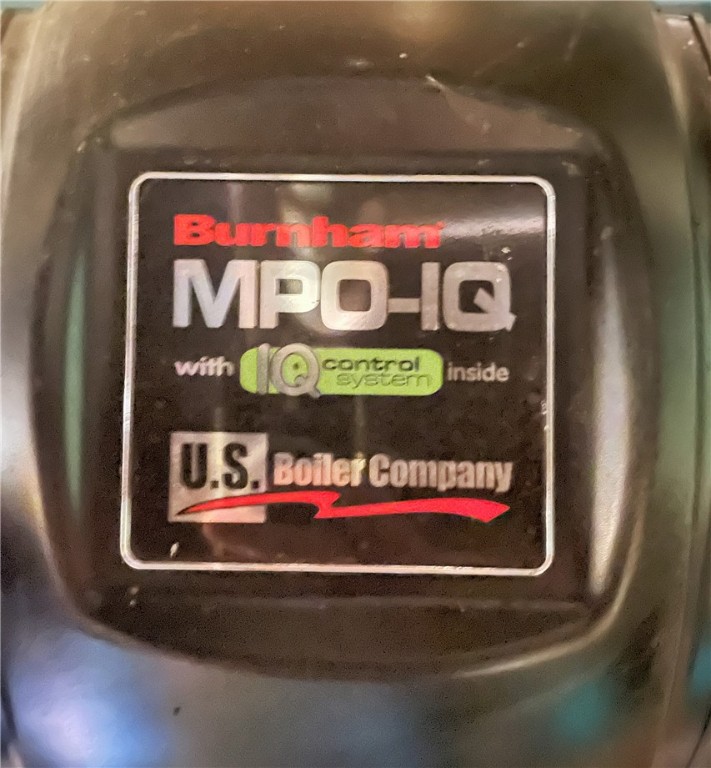 Burnham
MPO-IQ
with IQ control system inside
U.S. Boiler Company